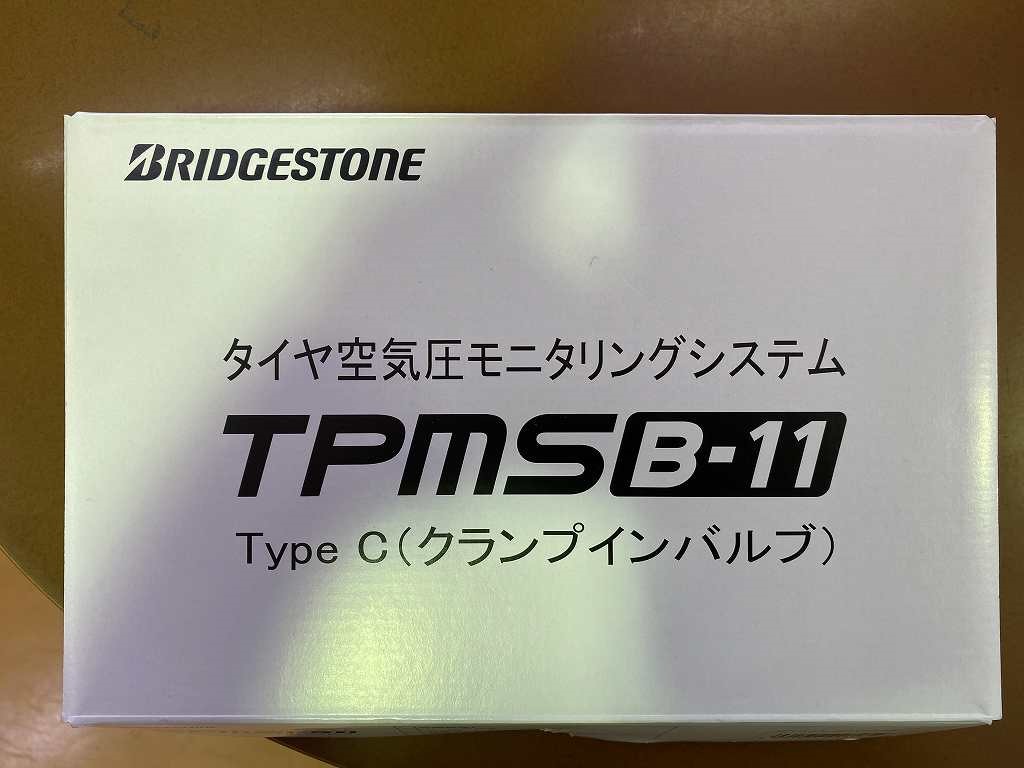 BRIDGESTONE
タイヤ空気圧モニタリングシステム
TPMS B-11
Type C（クランプインバルブ）